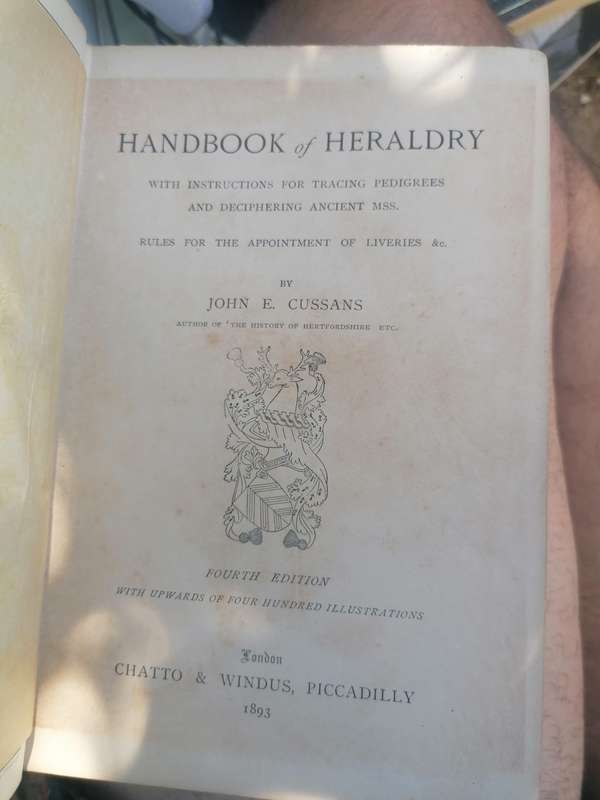 HANDBOOK of HERALDRY
WITH INSTRUCTIONS FOR TRACING PEDIGREES
AND DECIPHERING ANCIENT MSS.
RULES FOR THE APPOINTMENT OF LIVERIES &c.
BY
JOHN E. CUSSANS
AUTHOR OF 'THE HISTORY OF HERTFORDSHIRE ETC.
FOURTH EDITION
WITH UPWARDS OF FOUR HUNDRED ILLUSTRATIONS
London
CHATTO & WINDUS, PICCADILLY
1893